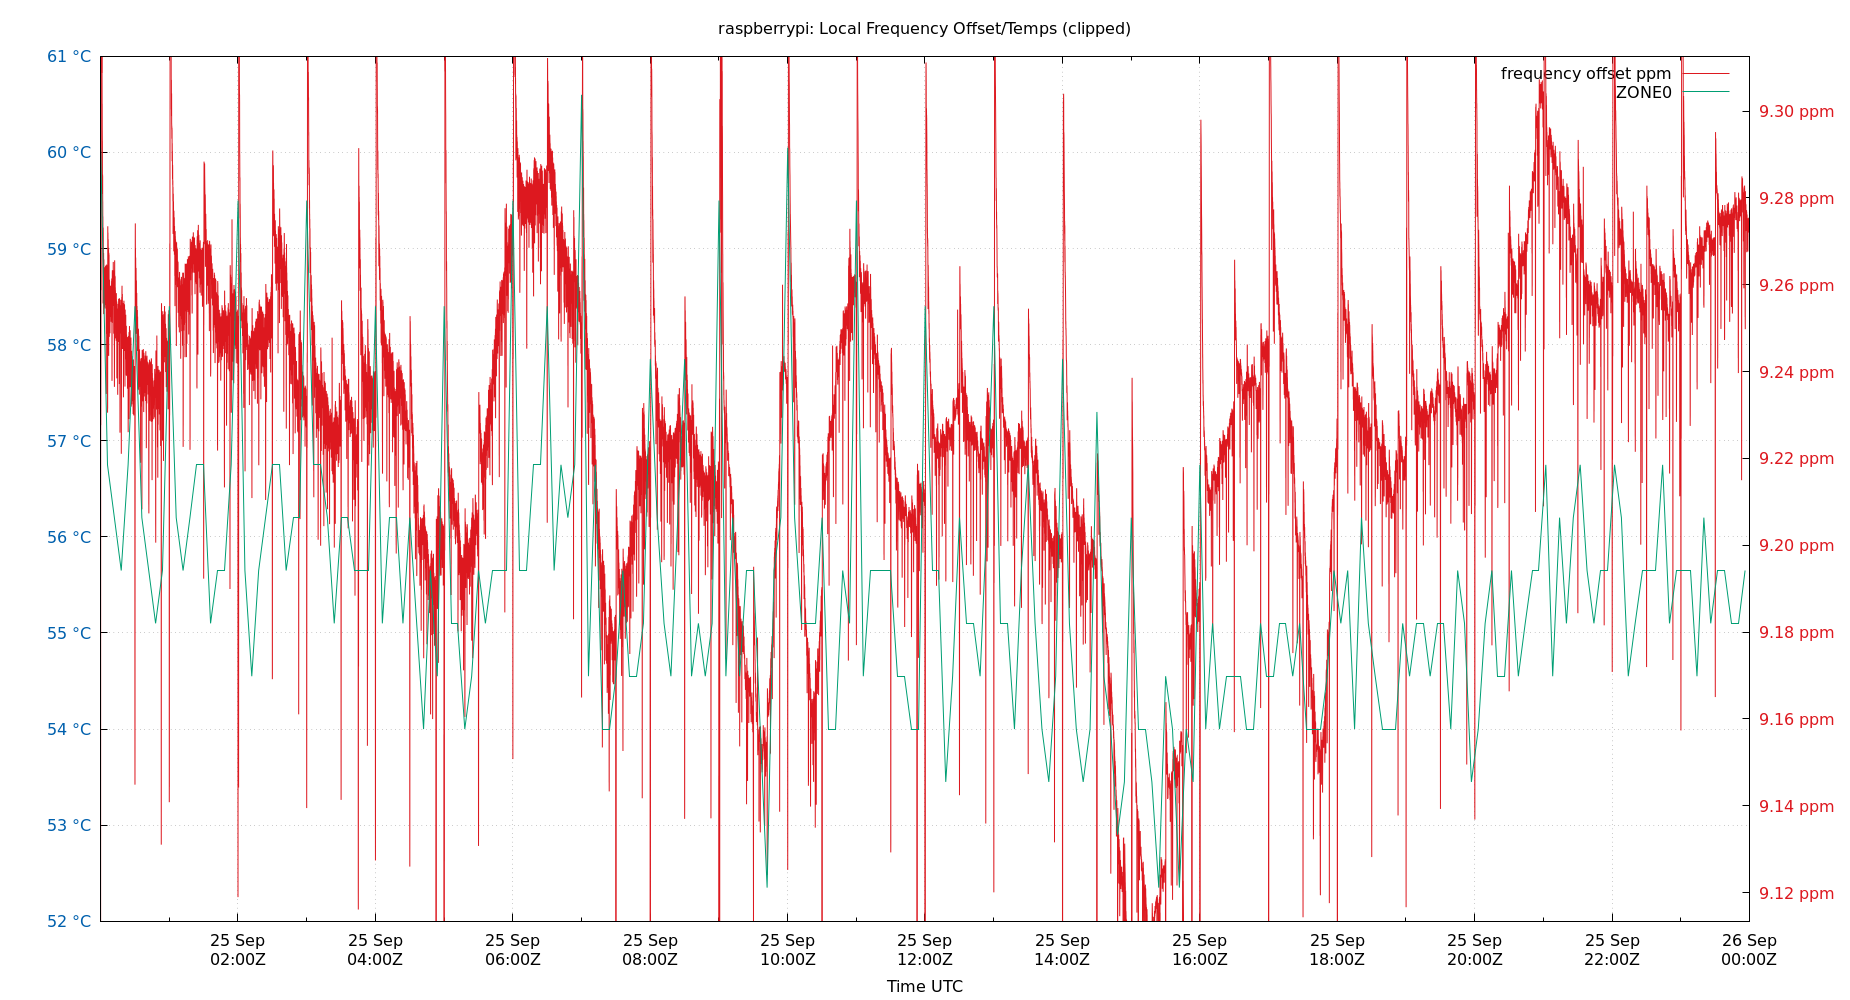 raspberrypi: Local Frequency Offset/Temps (clipped)
61 °C
60 °C
59 °C
58 °C
57 °C
56 °C
55 °C
54 °C
53 °C
52 °C
frequency offset ppm
ZONE0
9.30 ppm
9.28 ppm
9.26 ppm
9.24 ppm
9.22 ppm
9.20 ppm
9.18 ppm
9.16 ppm
9.14 ppm
9.12 ppm
25 Sep 25 Sep 25 Sep 25 Sep 25 Sep 25 Sep 25 Sep 25 Sep 25 Sep 25 Sep 25 Sep 26 Sep
02:00Z 04:00Z 06:00Z 08:00Z 10:00Z 12:00Z 14:00Z 16:00Z 18:00Z 20:00Z 22:00Z 00:00Z
Time UTC